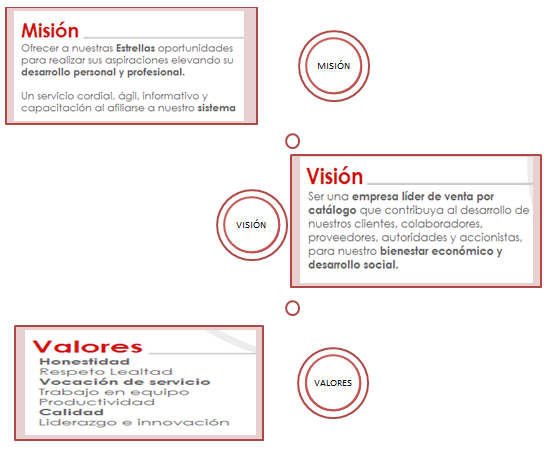 Misión
Ofrecer a nuestras Estrellas oportunidades
para realizar sus aspiraciones elevando su
desarrollo personal y profesional.
Un servicio cordial, ágil, informativo y
capacitación al afiliarse a nuestro sistema
MISIÓN
Visión
Ser una empresa líder de venta por
catálogo que contribuya al desarrollo de
nuestros clientes, colaboradores,
proveedores, autoridades y accionistas,
para nuestro bienestar económico y
desarrollo social.
VISIÓN
Valores
Honestidad
Respeto Lealtad
Vocación de servicio
Trabajo en equipo
Productividad
Calidad
Liderazgo e innovación
VALORES